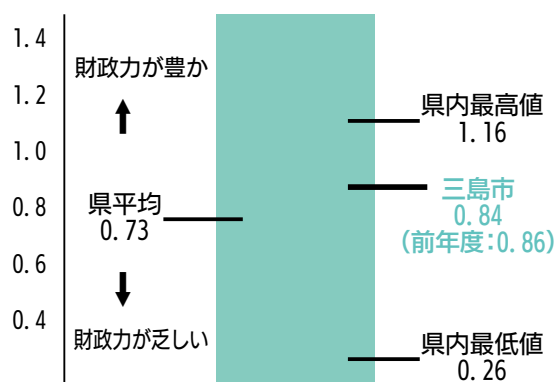 1.4
1.2
1.0
0.8
0.6
0.4
財政力が豊か
県平均
0.73
財政力が乏しい
県内最高値
1.16
三島市
0.84
(前年度:0.86)
県内最低値
0.26